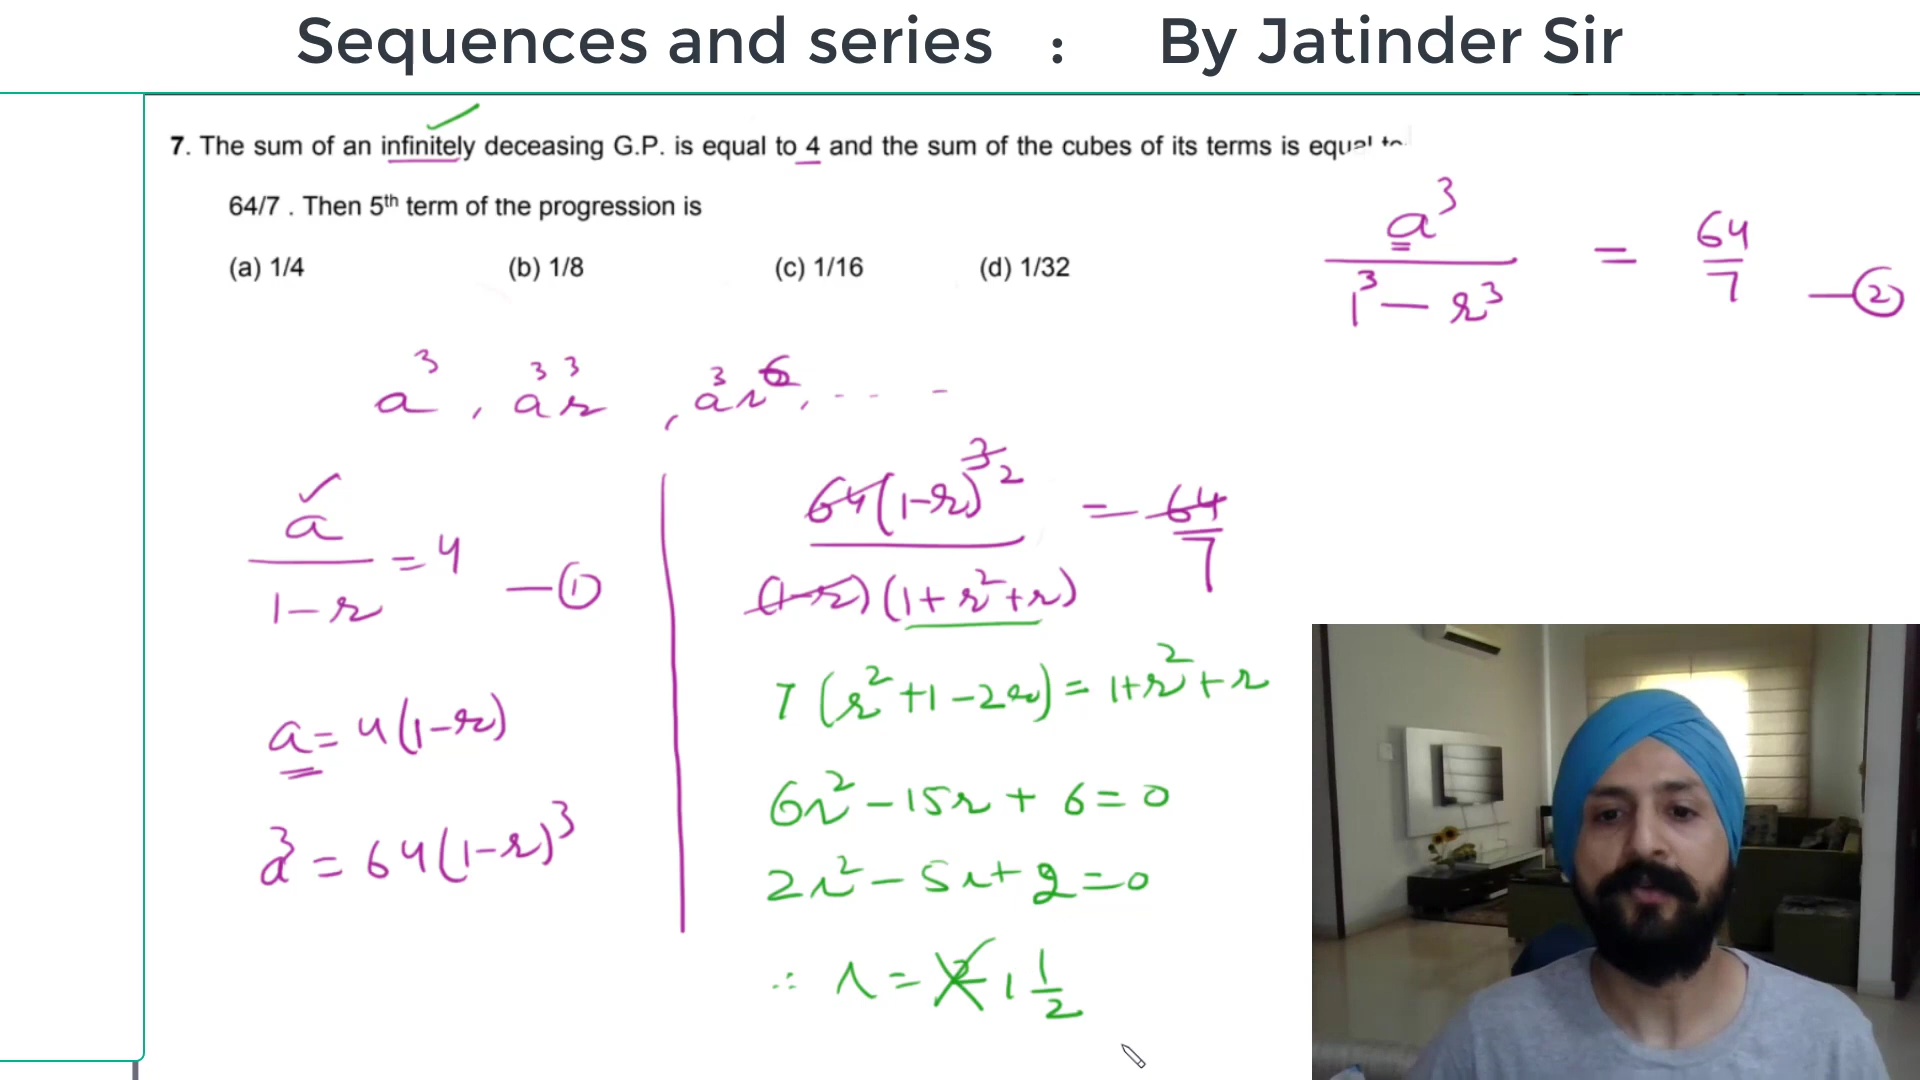 Sequences and series : By Jatinder Sir
7. The sum of an infinitely deceasing G.P. is equal to 4 and the sum of the cubes of its terms is equal to
64/7 . Then 5th term of the progression is
(a) 1/4 (b) 1/8 (c) 1/16 (d) 1/32
a³ / (1³ − r³) = 64/7 —②
a³, a³r³, a³r⁶, ...
a/(1−r) = 4 —①
a = 4(1−r)
a³ = 64(1−r)³
64(1−r)³ ² / (1−r)(1+r²+r) = 64/7
7(r²+1−2r) = 1+r²+r
6r²−15r+6=0
2r²−5r+2=0
∴ r = 2, 1/2